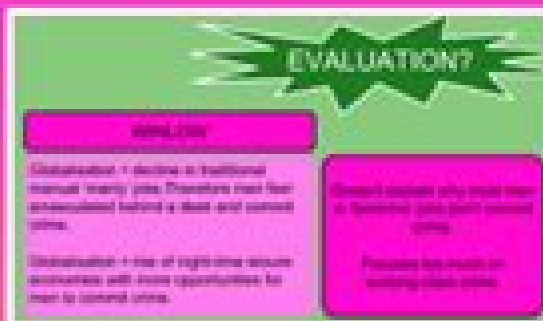 EVALUATION?
WINLOW
Globalisation = decline in traditional
manual 'manly' jobs. Therefore men feel
emasculated behind a desk and commit
crime.
Globalisation = rise of night-time leisure
economies with more opportunities for
men to commit crime.
Doesn't explain why most men
in 'feminine' jobs don't commit
crime.
Focuses too much on
working class crime.